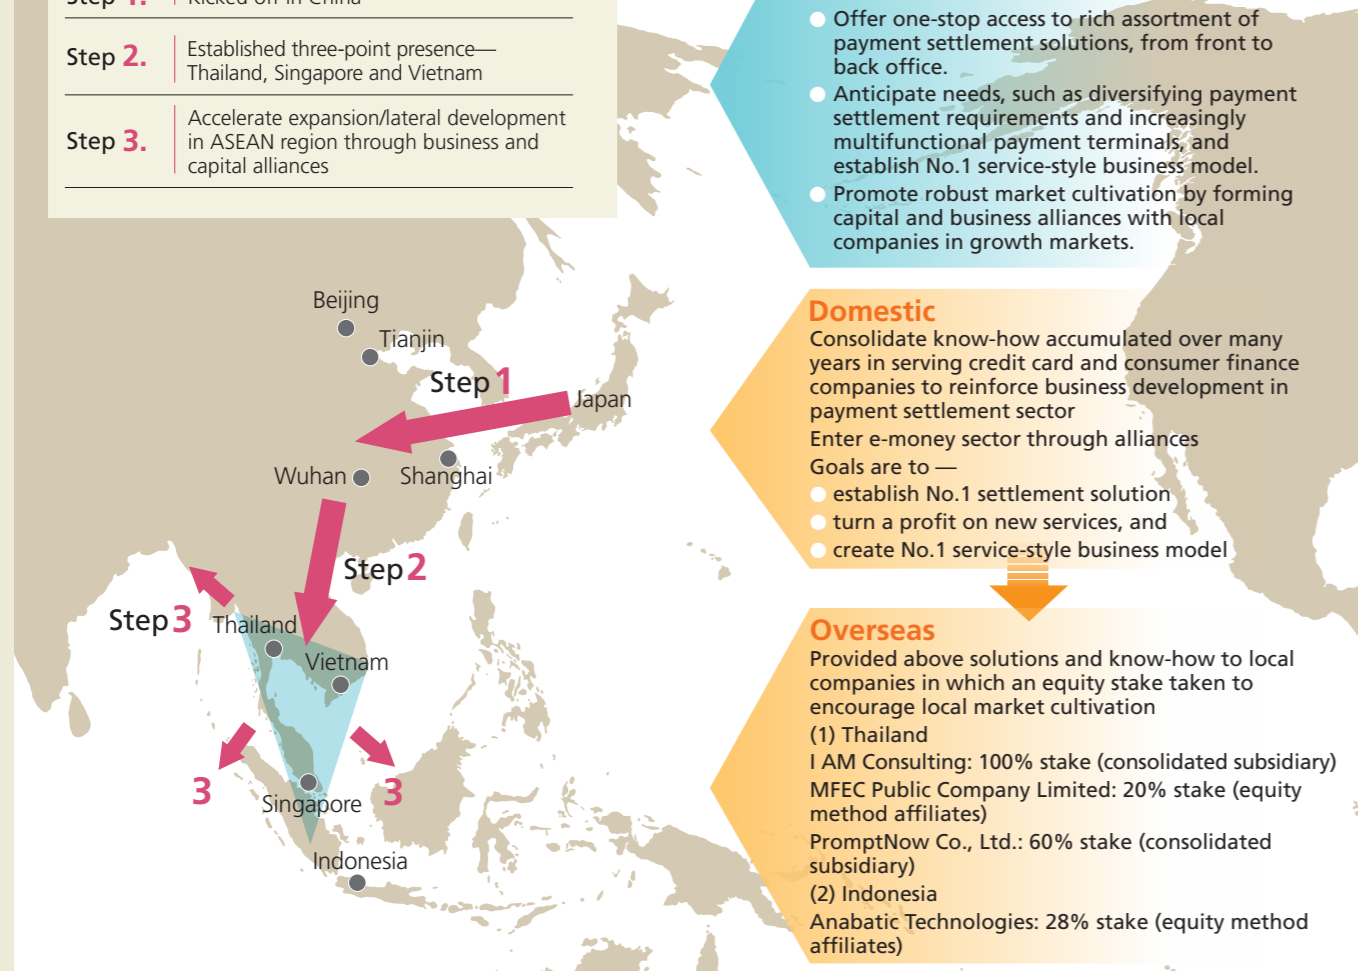 Step 1.
Kicked off in China
Step 2.
Established three-point presence—
Thailand, Singapore and Vietnam
Step 3.
Accelerate expansion/lateral development
in ASEAN region through business and
capital alliances
Offer one-stop access to rich assortment of
payment settlement solutions, from front to
back office.
Anticipate needs, such as diversifying payment
settlement requirements and increasingly
multifunctional payment terminals, and
establish No.1 service-style business model.
Promote robust market cultivation by forming
capital and business alliances with local
companies in growth markets.
Beijing
Tianjin
Step 1
Japan
Wuhan
Shanghai
Step 2
Step 3
Thailand
Vietnam
3
3
Singapore
Indonesia
Domestic
Consolidate know-how accumulated over many
years in serving credit card and consumer finance
companies to reinforce business development in
payment settlement sector
Enter e-money sector through alliances
Goals are to —
establish No.1 settlement solution
turn a profit on new services, and
create No.1 service-style business model
Overseas
Provided above solutions and know-how to local
companies in which an equity stake taken to
encourage local market cultivation
(1) Thailand
I AM Consulting: 100% stake (consolidated subsidiary)
MFEC Public Company Limited: 20% stake (equity
method affiliates)
PromptNow Co., Ltd.: 60% stake (consolidated
subsidiary)
(2) Indonesia
Anabatic Technologies: 28% stake (equity method
affiliates)